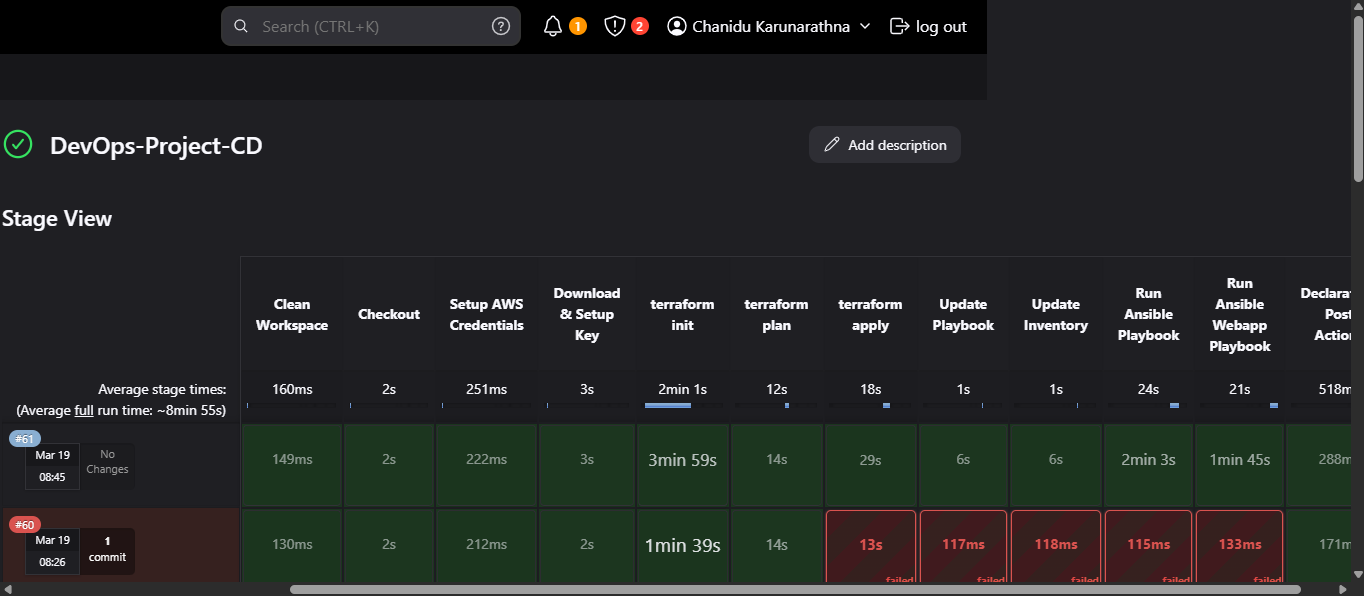 Search (CTRL+K)
1
2
Chanidu Karunarathna
log out
DevOps-Project-CD
Add description
Stage View
Clean
Workspace
Checkout
Setup AWS
Credentials
Download
& Setup
Key
terraform
init
terraform
plan
terraform
apply
Update
Playbook
Update
Inventory
Run
Ansible
Playbook
Run
Ansible
Webapp
Playbook
Declarat
Post
Action
Average stage times:
(Average full run time: ~8min 55s)
160ms
2s
251ms
3s
2min 1s
12s
18s
1s
1s
24s
21s
518m
#61
Mar 19
08:45
No
Changes
149ms
2s
222ms
3s
3min 59s
14s
29s
6s
6s
2min 3s
1min 45s
288m
#60
Mar 19
08:26
1
commit
130ms
2s
212ms
2s
1min 39s
14s
13s
117ms
118ms
115ms
133ms
171m
failed
failed
failed
failed
failed